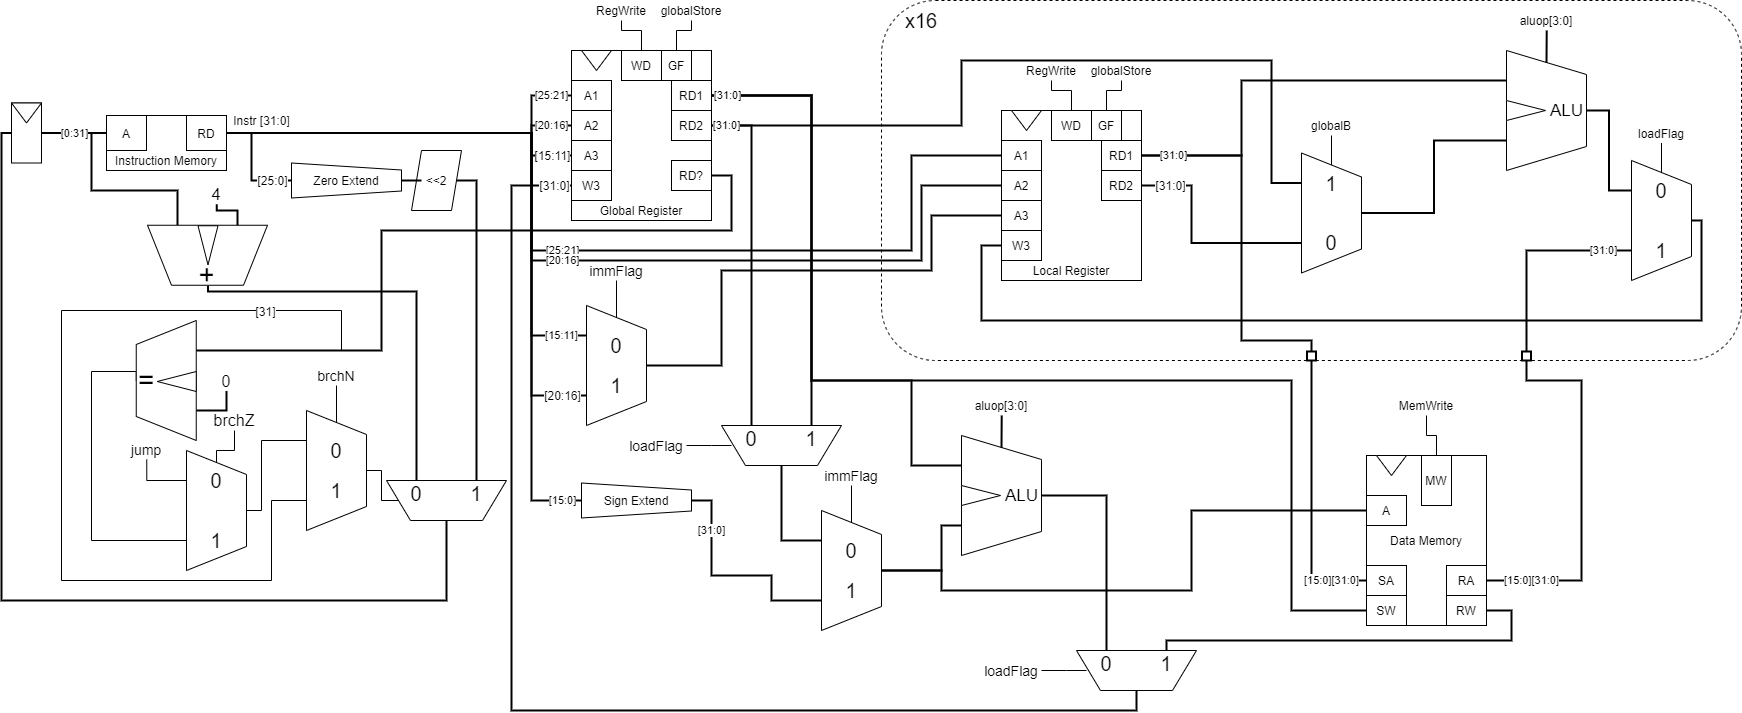 RegWrite globalStore
x16
aluop[3:0]
WD GF
RegWrite globalStore
[25:21] A1 RD1 [31:0]
[0:31] A RD Instr [31:0]
Instruction Memory
[20:16] A2 RD2 [31:0]
WD GF
globalB
ALU
loadFlag
[15:11] A3
A1 RD1 [31:0]
[25:0] Zero Extend <<2
[31:0] W3 RD?
A2 RD2 [31:0]
1
0
4
Global Register
A3
+
[25:21]
[20:16]
W3
0
[31:0] 1
immFlag
Local Register
[31]
[15:11] 0
= 0
brchN
[20:16] 1
brchZ
jump
0
1
0
1
0 1
loadFlag 0 1
aluop[3:0]
MemWrite
immFlag
[15:0] Sign Extend
[31:0]
ALU
MW
A
0
1
Data Memory
[15:0][31:0] SA RA [15:0][31:0]
SW RW
loadFlag 0 1